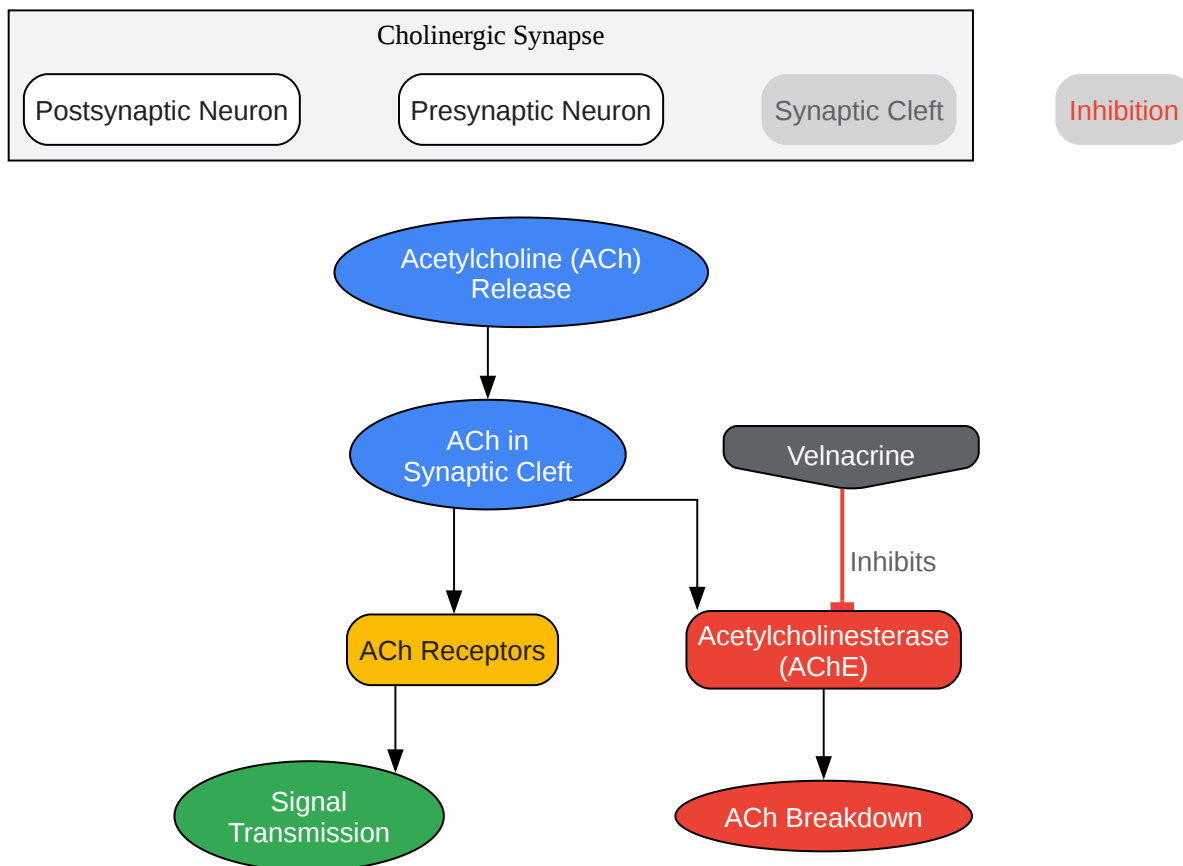 Cholinergic Synapse
Postsynaptic Neuron
Presynaptic Neuron
Synaptic Cleft
Inhibition
Acetylcholine (ACh)
Release
ACh in
Synaptic Cleft
Velnacrine
Inhibits
ACh Receptors
Acetylcholinesterase
(AChE)
Signal
Transmission
ACh Breakdown